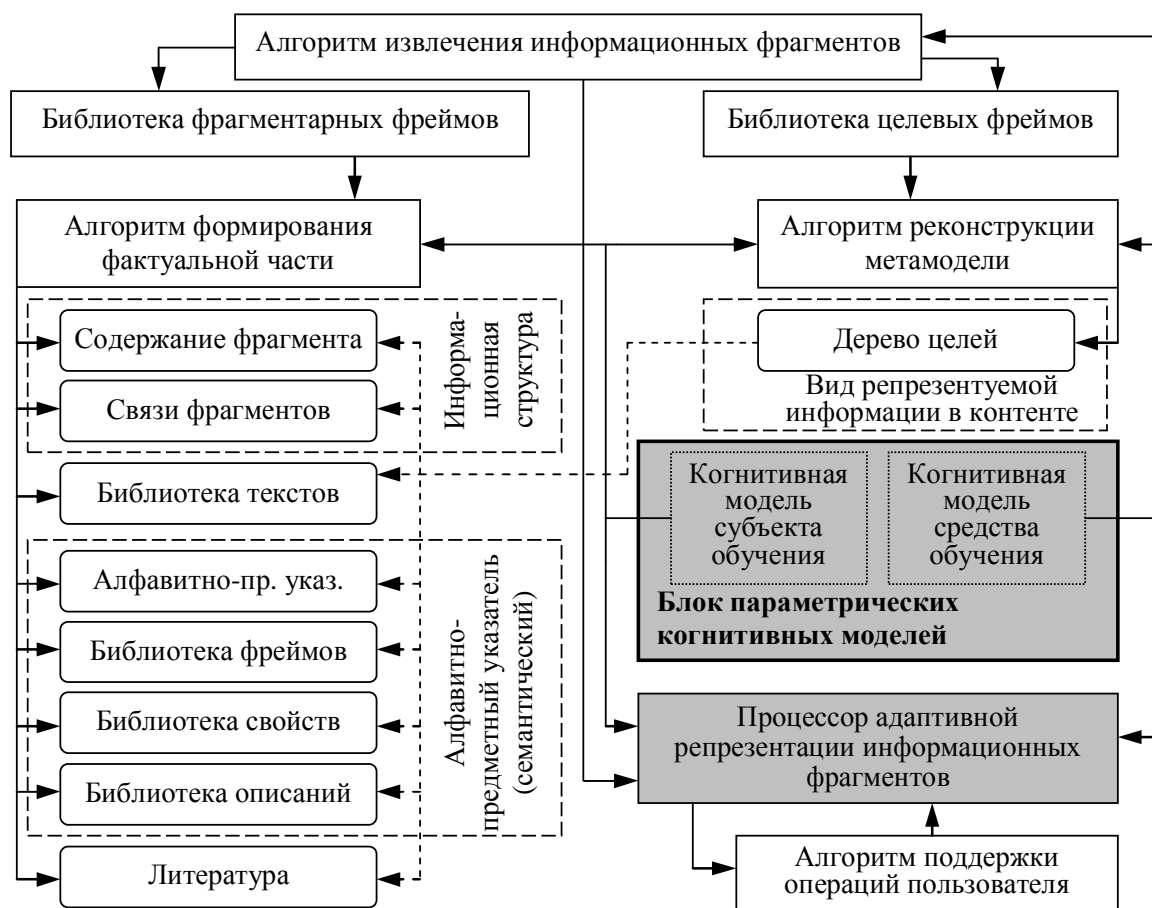 Алгоритм извлечения информационных фрагментов
Библиотека фрагментарных фреймов
Библиотека целевых фреймов
Алгоритм формирования
фактуальной части
Алгоритм реконструкции
метамодели
Содержание фрагмента
Связи фрагментов
Информа-
ционная
структура
Дерево целей
Вид репрезентуемой
информации в контенте
Библиотека текстов
Когнитивная
модель
субъекта
обучения
Когнитивная
модель
средства
обучения
Блок параметрических
когнитивных моделей
Алфавитно-пр. указ.
Библиотека фреймов
Библиотека свойств
Библиотека описаний
Алфавитно-
предметный указатель
(семантический)
Литература
Процессор адаптивной
репрезентации информационных
фрагментов
Алгоритм поддержки
операций пользователя